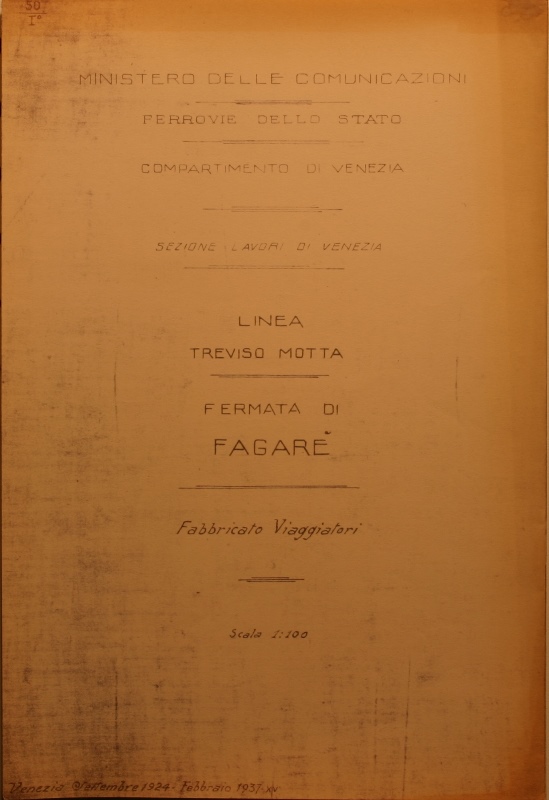 50
I°
MINISTERO DELLE COMUNICAZIONI
FERROVIE DELLO STATO
COMPARTIMENTO DI VENEZIA
SEZIONE LAVORI DI VENEZIA
LINEA
TREVISO MOTTA
FERMATA DI
FAGARÈ
Fabbricato Viaggiatori
Scala 1:100
Venezia 1924 - Febbraio 1937.XV